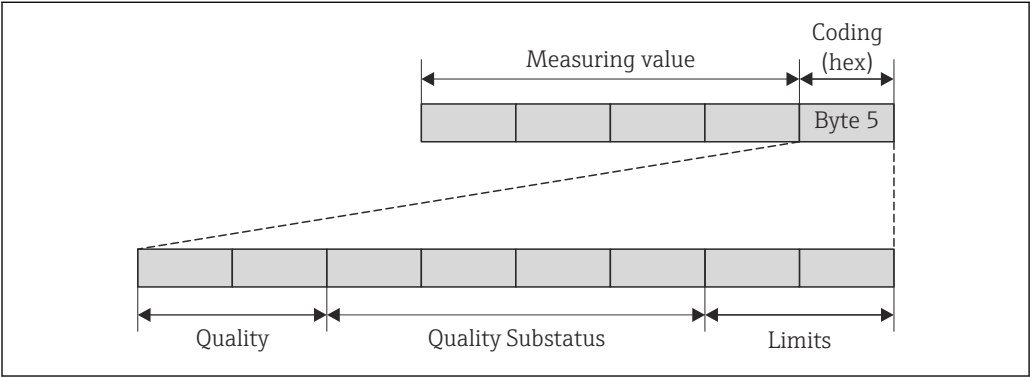 Coding
(hex)
Measuring value
Byte 5
Quality
Quality Substatus
Limits